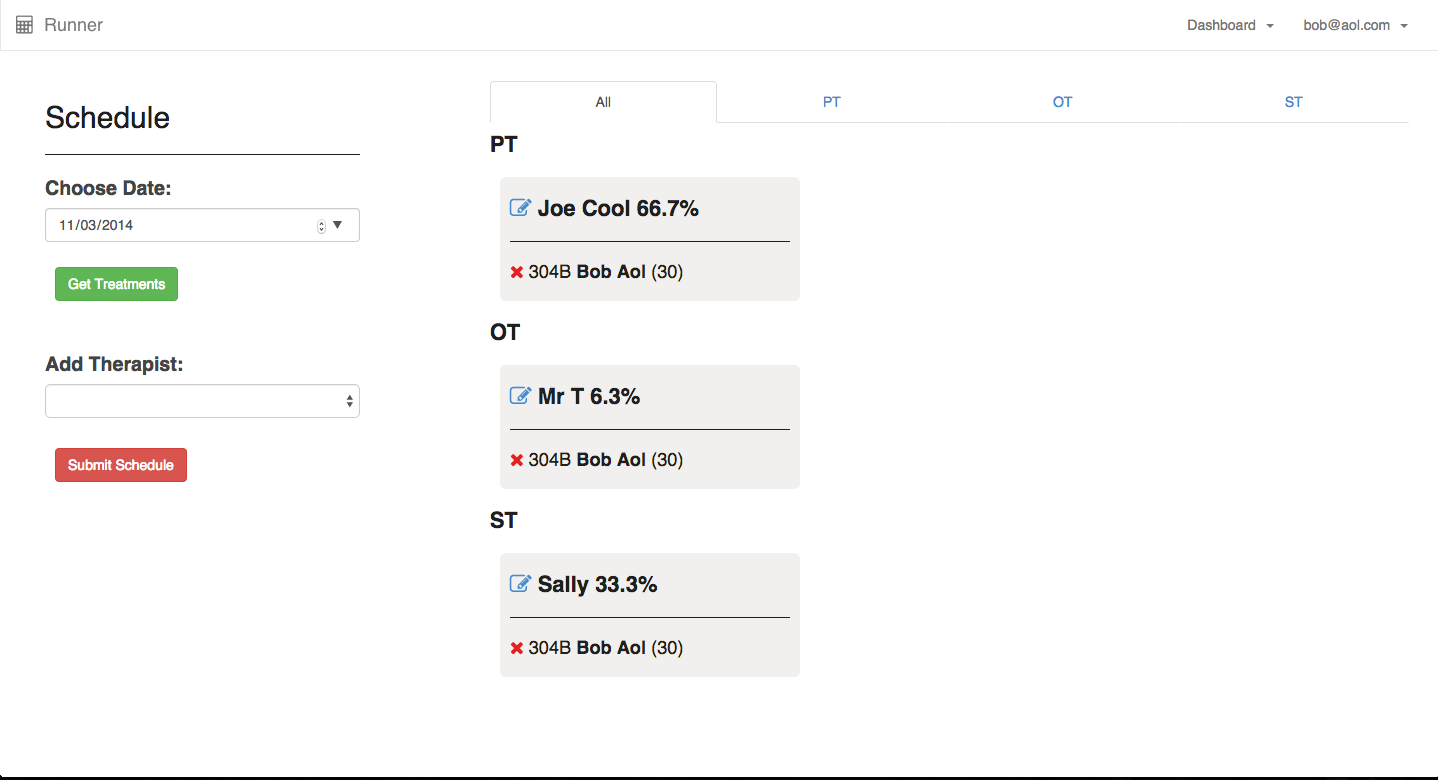 Runner
Dashboard
bob@aol.com
Schedule
Choose Date:
11/03/2014
Get Treatments
Add Therapist:
Submit Schedule
All
PT
OT
ST
PT
Joe Cool 66.7%
304B Bob Aol (30)
OT
Mr T 6.3%
304B Bob Aol (30)
ST
Sally 33.3%
304B Bob Aol (30)